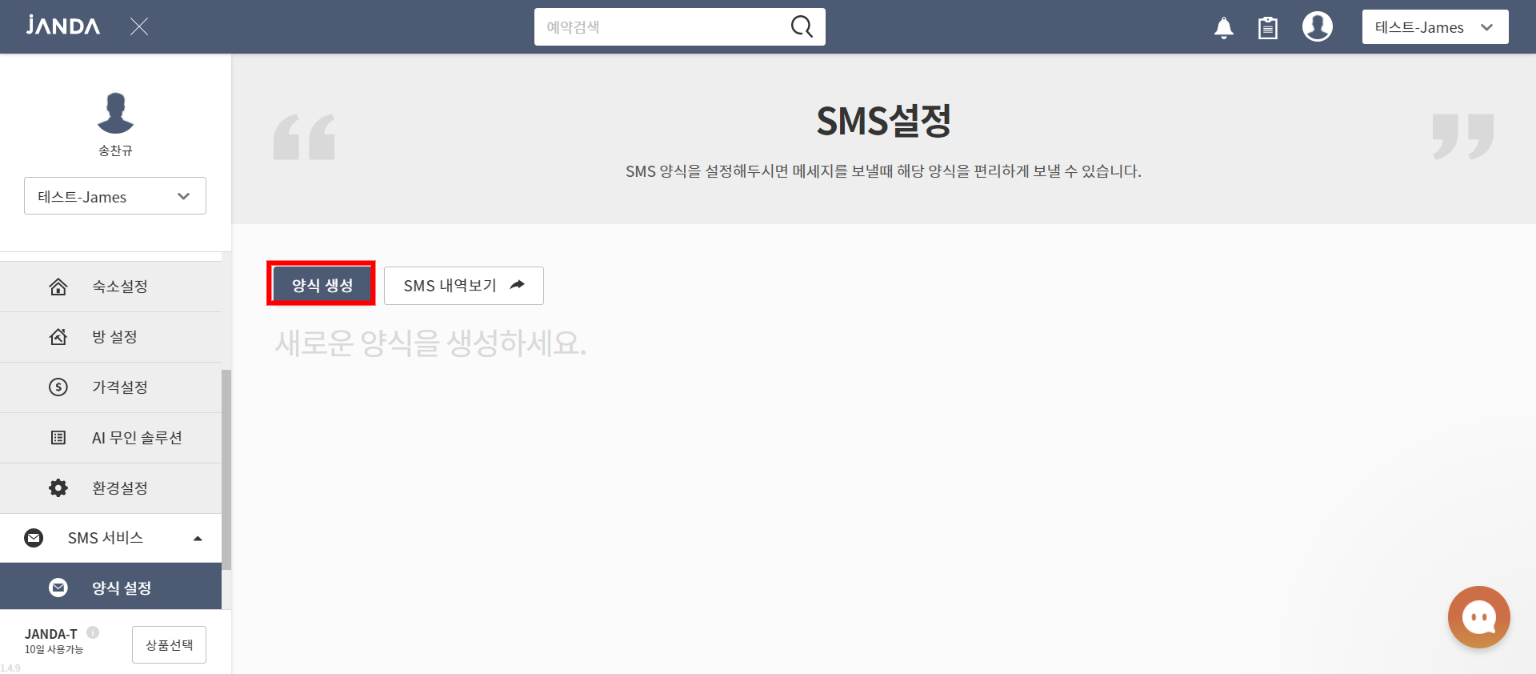 JANDA
예약검색
테스트-James
송찬규
테스트-James
숙소설정
방 설정
가격설정
AI 무인 솔루션
환경설정
SMS 서비스
양식 설정
JANDA-T
10일 사용가능
상품선택
1.4.9
SMS설정
SMS 양식을 설정해두시면 메세지를 보낼때 해당 양식을 편리하게 보낼 수 있습니다.
양식 생성
SMS 내역보기
새로운 양식을 생성하세요.